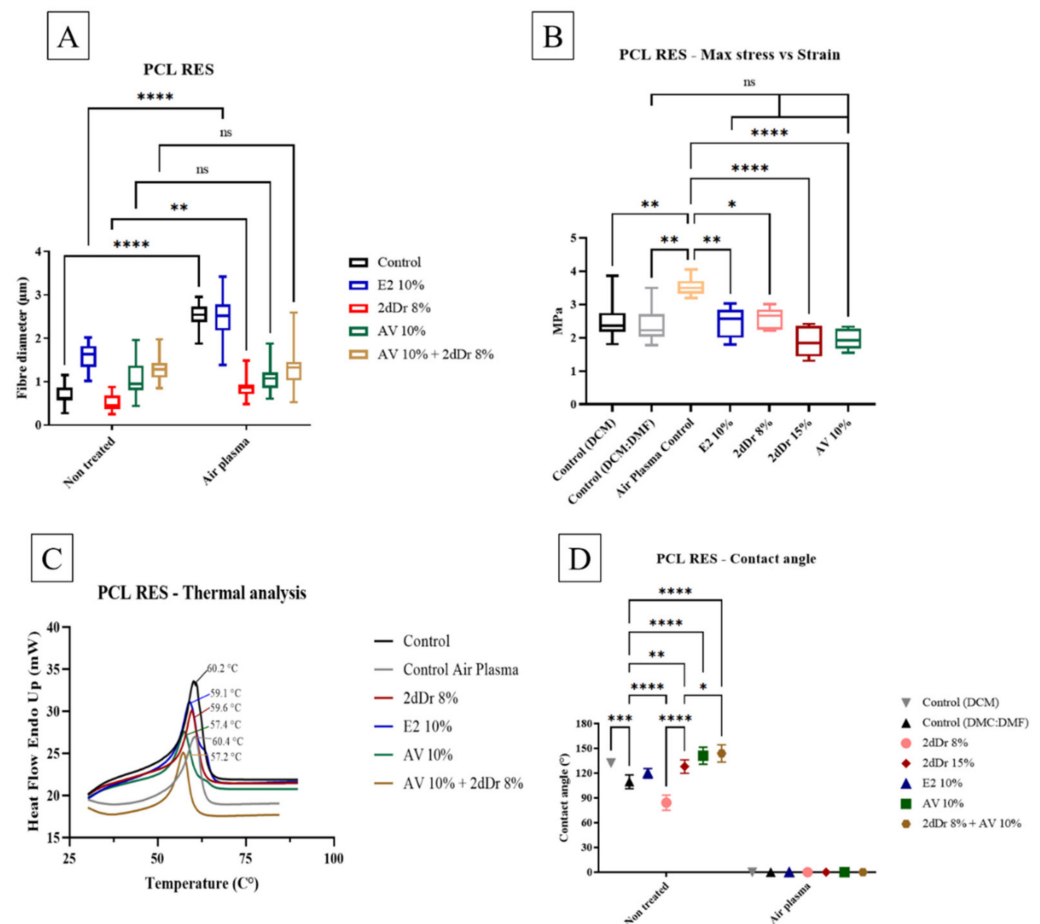 A
PCL RES
****
ns
ns
**
****
Fibre diameter (µm)
4
3
2
1
0
Non treated
Air plasma
Control
E2 10%
2dDr 8%
AV 10%
AV 10% + 2dDr 8%
B
PCL RES - Max stress vs Strain
ns
****
****
** *
** **
MPa
5
4
3
2
1
0
Control (DCM)
Control (DCM:DMF)
Air Plasma Control
E2 10%
2dDr 8%
2dDr 15%
AV 10%
C
PCL RES - Thermal analysis
Heat Flow Endo Up (mW)
40
35
30
25
20
15
60.2 °C
59.1 °C
59.6 °C
57.4 °C
60.4 °C
57.2 °C
25 50 75 100
Temperature (C°)
Control
Control Air Plasma
2dDr 8%
E2 10%
AV 10%
AV 10% + 2dDr 8%
D
PCL RES - Contact angle
****
****
**
**** *
*** ****
Contact angle (°)
180
150
120
90
60
30
0
Non treated
Air plasma
Control (DCM)
Control (DMC:DMF)
2dDr 8%
2dDr 15%
E2 10%
AV 10%
2dDr 8% + AV 10%